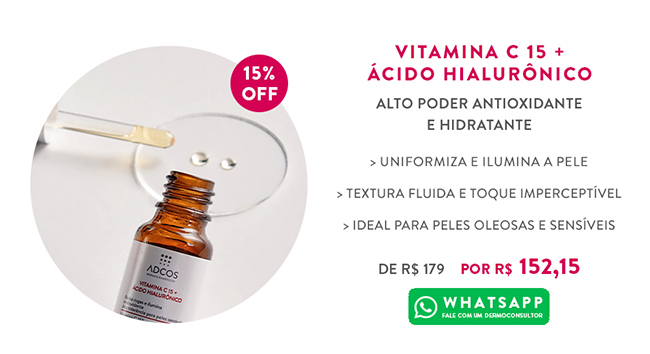 15%
OFF
VITAMINA C 15 +
ÁCIDO HIALURÔNICO
ALTO PODER ANTIOXIDANTE
E HIDRATANTE
> UNIFORMIZA E ILUMINA A PELE
> TEXTURA FLUIDA E TOQUE IMPERCEPTÍVEL
> IDEAL PARA PELES OLEOSAS E SENSÍVEIS
DE R$ 179 POR R$ 152,15
WHATSAPP
FALE COM UM DERMOCONSULTOR
ADCOS
VITAMINA C 15 +
ÁCIDO HIALURÔNICO